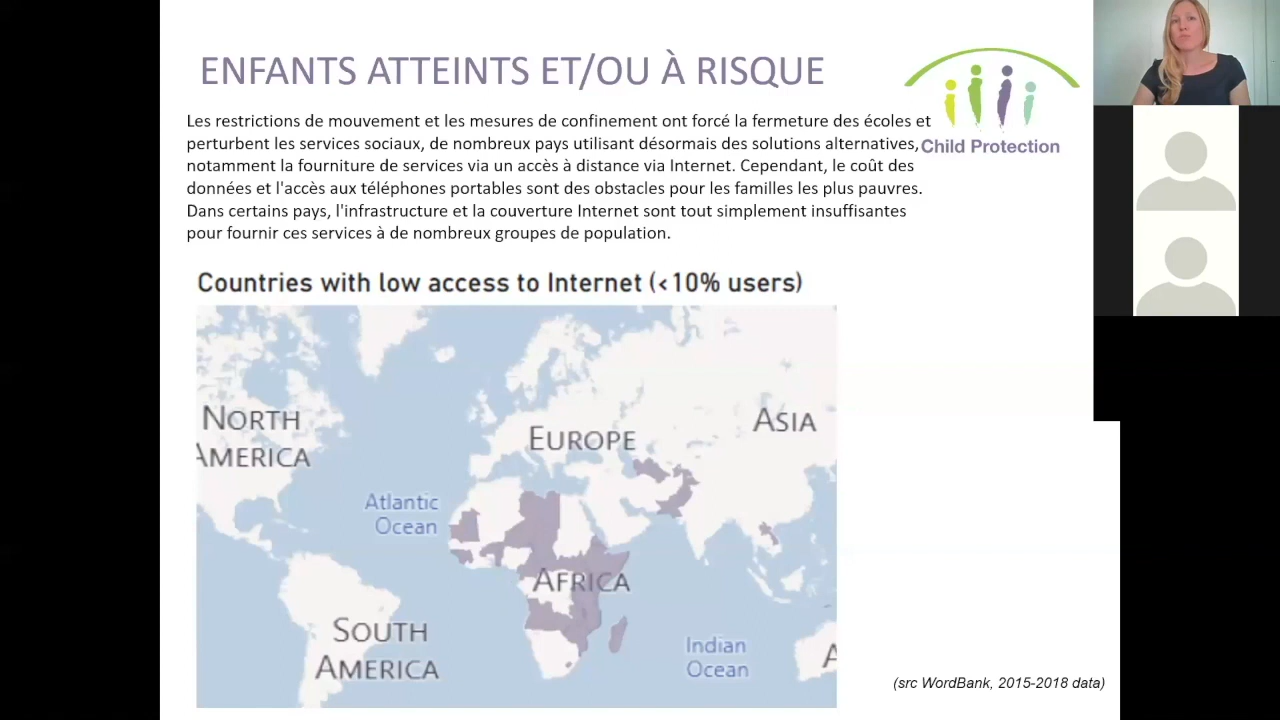 ENFANTS ATTEINTS ET/OU À RISQUE
Les restrictions de mouvement et les mesures de confinement ont forcé la fermeture des écoles et
perturbent les services sociaux, de nombreux pays utilisant désormais des solutions alternatives,
notamment la fourniture de services via un accès à distance via Internet. Cependant, le coût des
données et l'accès aux téléphones portables sont des obstacles pour les familles les plus pauvres.
Dans certains pays, l'infrastructure et la couverture Internet sont tout simplement insuffisantes
pour fournir ces services à de nombreux groupes de population.
Child Protection
Countries with low access to Internet (<10% users)
NORTH
AMERICA
EUROPE
ASIA
Atlantic
Ocean
AFRICA
SOUTH
AMERICA
Indian
Ocean
A
(src WordBank, 2015-2018 data)